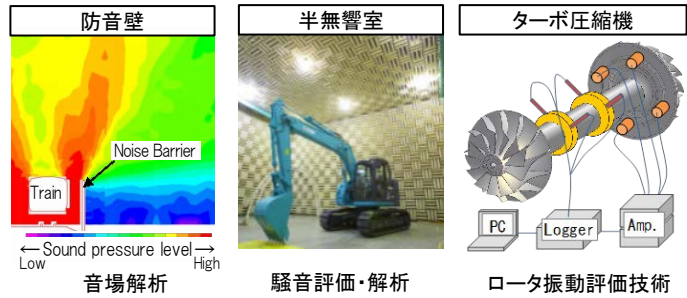 防音壁
Noise Barrier
Train
←Sound pressure level→
Low High
音場解析
半無響室
騒音評価・解析
ターボ圧縮機
PC
Logger
Amp.
ロータ振動評価技術